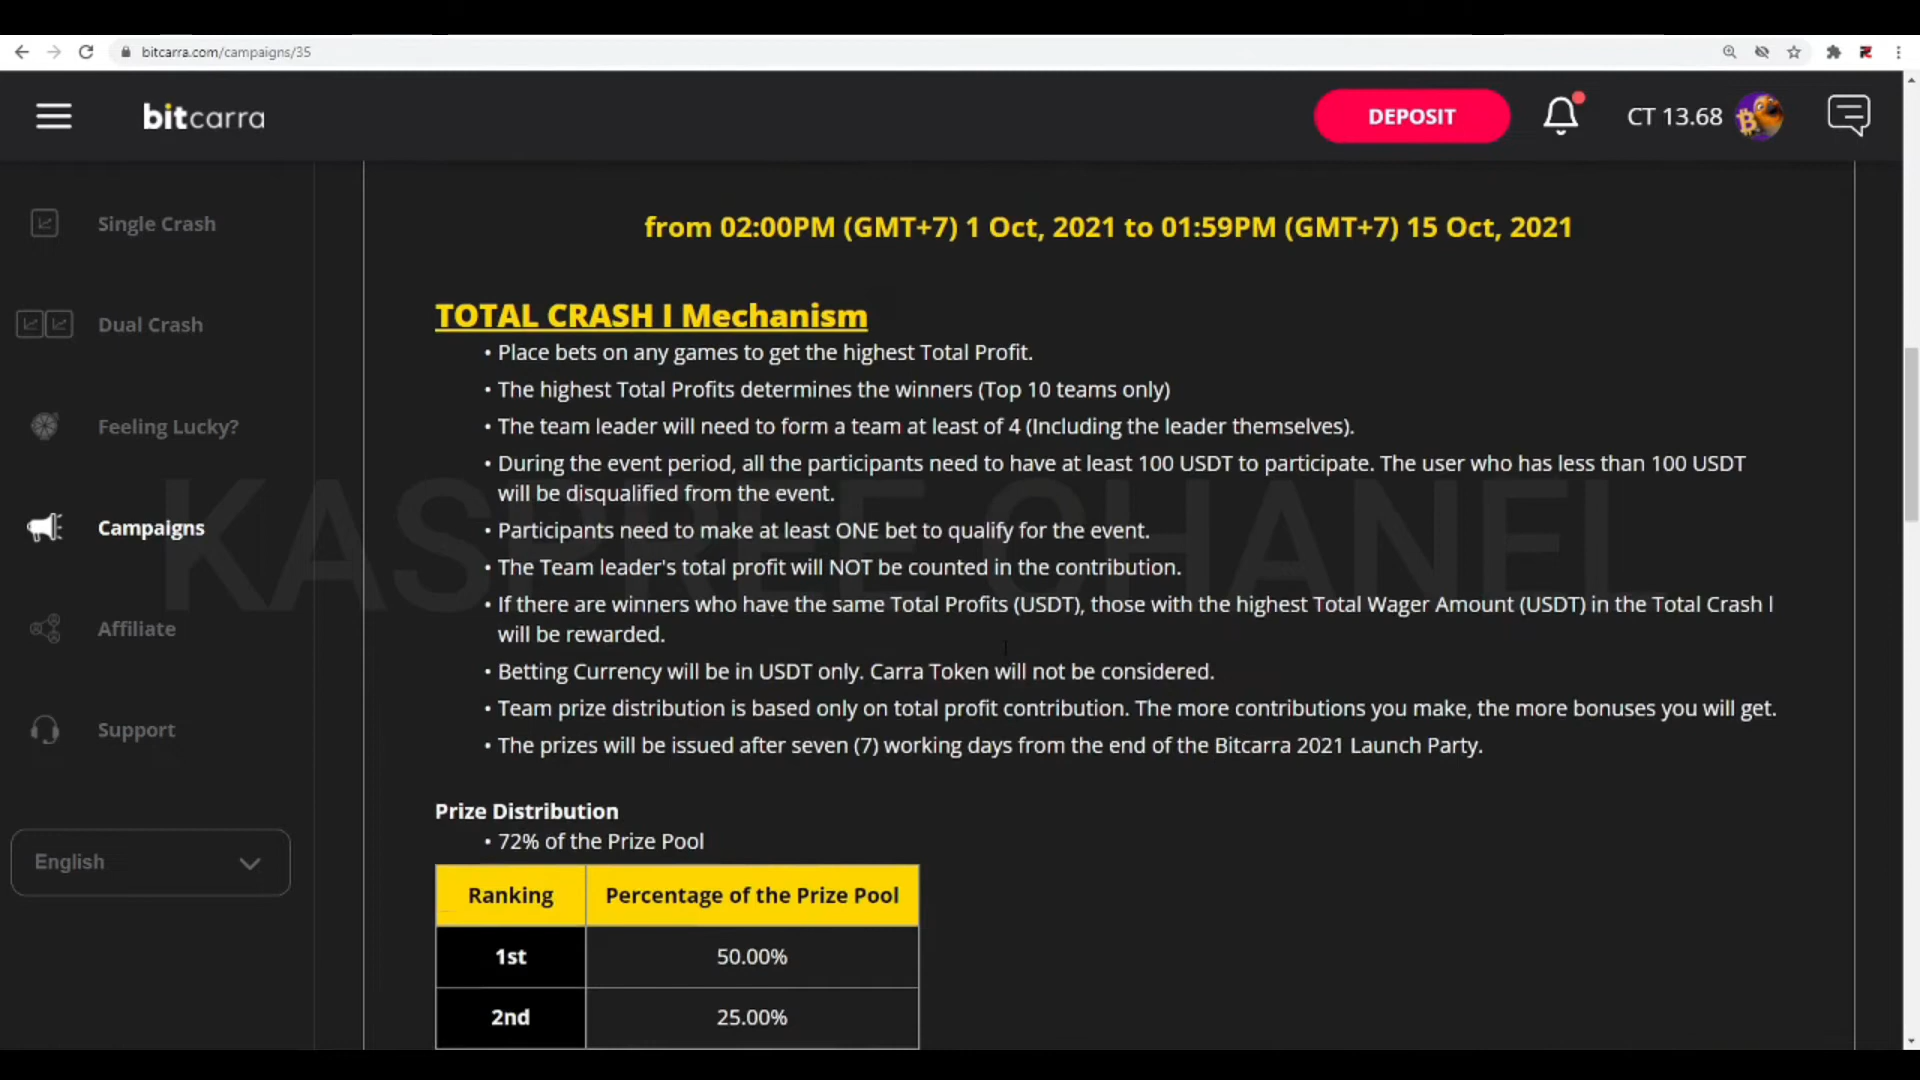 bitcarra.com/campaigns/35
bitcarra
DEPOSIT
CT 13.68
Single Crash
Dual Crash
Feeling Lucky?
Campaigns
Affiliate
Support
English
from 02:00PM (GMT+7) 1 Oct, 2021 to 01:59PM (GMT+7) 15 Oct, 2021
TOTAL CRASH I Mechanism
• Place bets on any games to get the highest Total Profit.
• The highest Total Profits determines the winners (Top 10 teams only)
• The team leader will need to form a team at least of 4 (Including the leader themselves).
• During the event period, all the participants need to have at least 100 USDT to participate. The user who has less than 100 USDT
will be disqualified from the event.
• Participants need to make at least ONE bet to qualify for the event.
• The Team leader's total profit will NOT be counted in the contribution.
• If there are winners who have the same Total Profits (USDT), those with the highest Total Wager Amount (USDT) in the Total Crash I
will be rewarded.
• Betting Currency will be in USDT only. Carra Token will not be considered.
• Team prize distribution is based only on total profit contribution. The more contributions you make, the more bonuses you will get.
• The prizes will be issued after seven (7) working days from the end of the Bitcarra 2021 Launch Party.
KASPREE CHANEL
Prize Distribution
• 72% of the Prize Pool
Ranking Percentage of the Prize Pool
1st 50.00%
2nd 25.00%